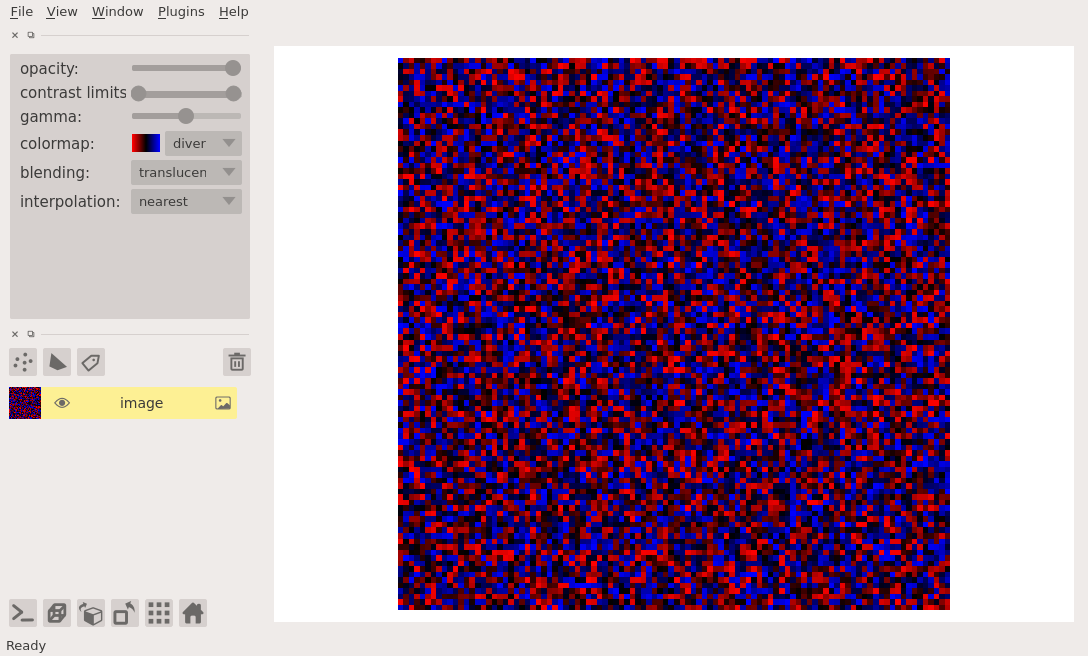 File View Window Plugins Help
opacity:
contrast limits
gamma:
colormap: diver
blending: translucen
interpolation: nearest
image
Ready